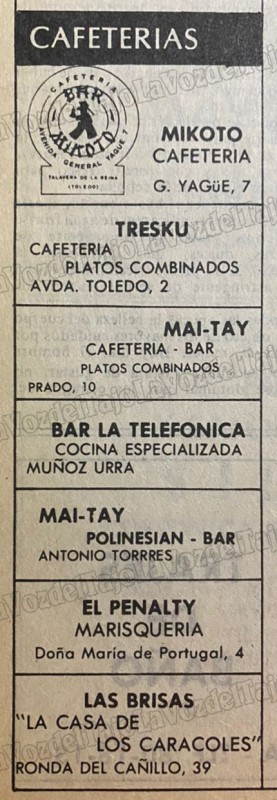 CAFETERIAS
CAFETERIA
BAR
MIKOTO
AVENIDA GENERAL YAGUE 7
TALAVERA DE LA REINA
(TOLEDO)
MIKOTO
CAFETERIA
G. YAGüE, 7
TRESKU
CAFETERIA
PLATOS COMBINADOS
AVDA. TOLEDO, 2
MAI-TAY
CAFETERIA - BAR
PLATOS COMBINADOS
PRADO, 10
BAR LA TELEFONICA
COCINA ESPECIALIZADA
MUÑOZ URRA
MAI-TAY
POLINESIAN - BAR
ANTONIO TORRRES
EL PENALTY
MARISQUERIA
Doña María de Portugal, 4
LAS BRISAS
"LA CASA DE
LOS CARACOLES"
RONDA DEL CAÑILLO, 39
LaVozdelTajo